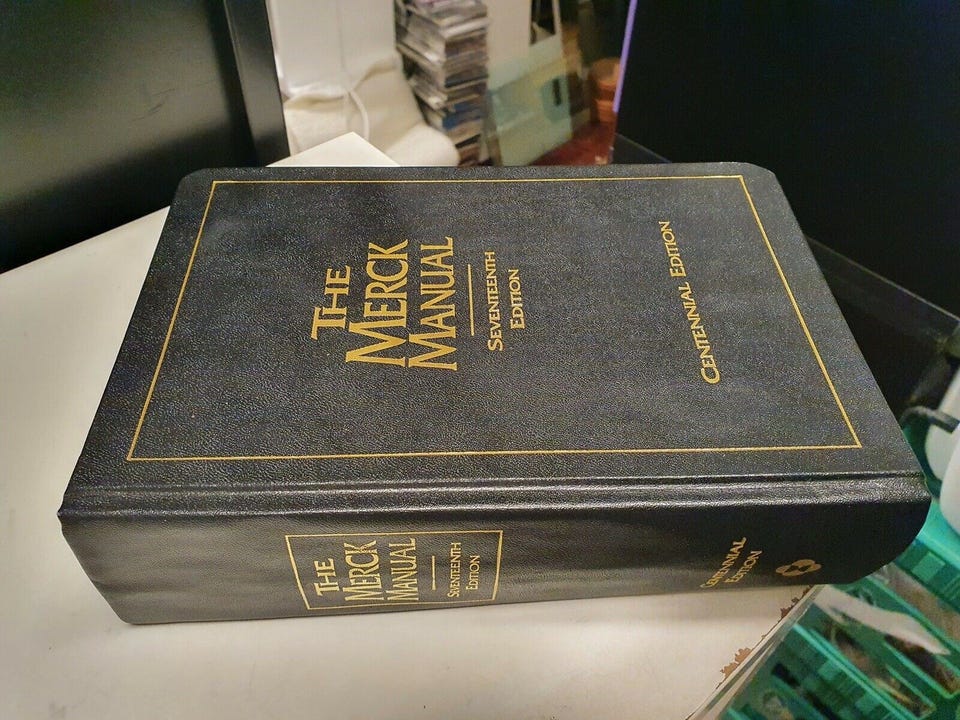 THE
MERCK
MANUAL
SEVENTEENTH
EDITION
CENTENNIAL EDITION
THE
MERCK
MANUAL
SEVENTEENTH
EDITION
CENTENNIAL
EDITION